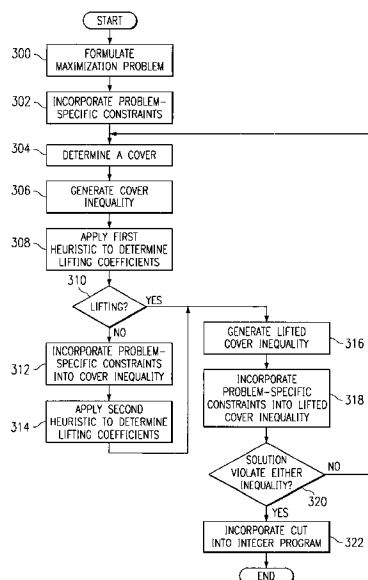 START
300
FORMULATE
MAXIMIZATION PROBLEM
302
INCORPORATE PROBLEM-
SPECIFIC CONSTRAINTS
304
DETERMINE A COVER
306
GENERATE COVER
INEQUALITY
308
APPLY FIRST
HEURISTIC TO DETERMINE
LIFTING COEFFICIENTS
310
LIFTING?
YES
NO
312
INCORPORATE PROBLEM-
SPECIFIC CONSTRAINTS
INTO COVER INEQUALITY
314
APPLY SECOND
HEURISTIC TO DETERMINE
LIFTING COEFFICIENTS
GENERATE LIFTED
COVER INEQUALITY
316
INCORPORATE
PROBLEM-SPECIFIC
CONSTRAINTS INTO LIFTED
COVER INEQUALITY
318
SOLUTION
VIOLATE EITHER
INEQUALITY?
NO
320
YES
INCORPORATE CUT
INTO INTEGER PROGRAM
322
END